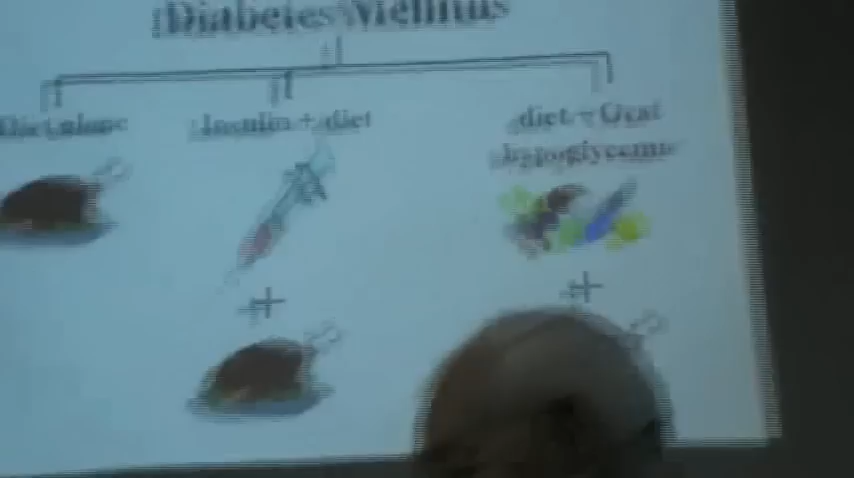 Diabetes Mellitus
Diet alone
Insulin + diet
diet + Oral
hypoglycemic
+
+